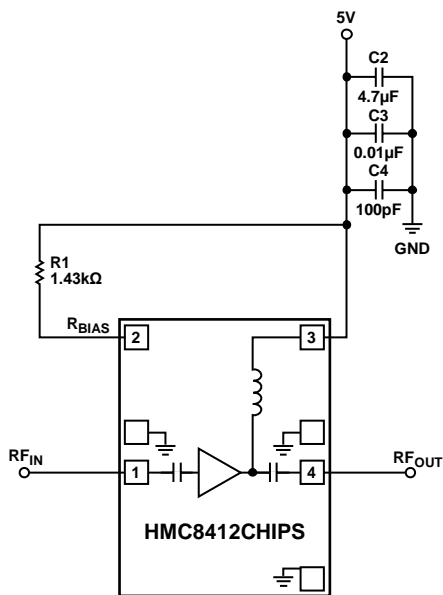 5V
C2
4.7µF
C3
0.01µF
C4
100pF
GND
R1
1.43kΩ
RBIAS
2
3
RFIN
1
4
RFOUT
HMC8412CHIPS